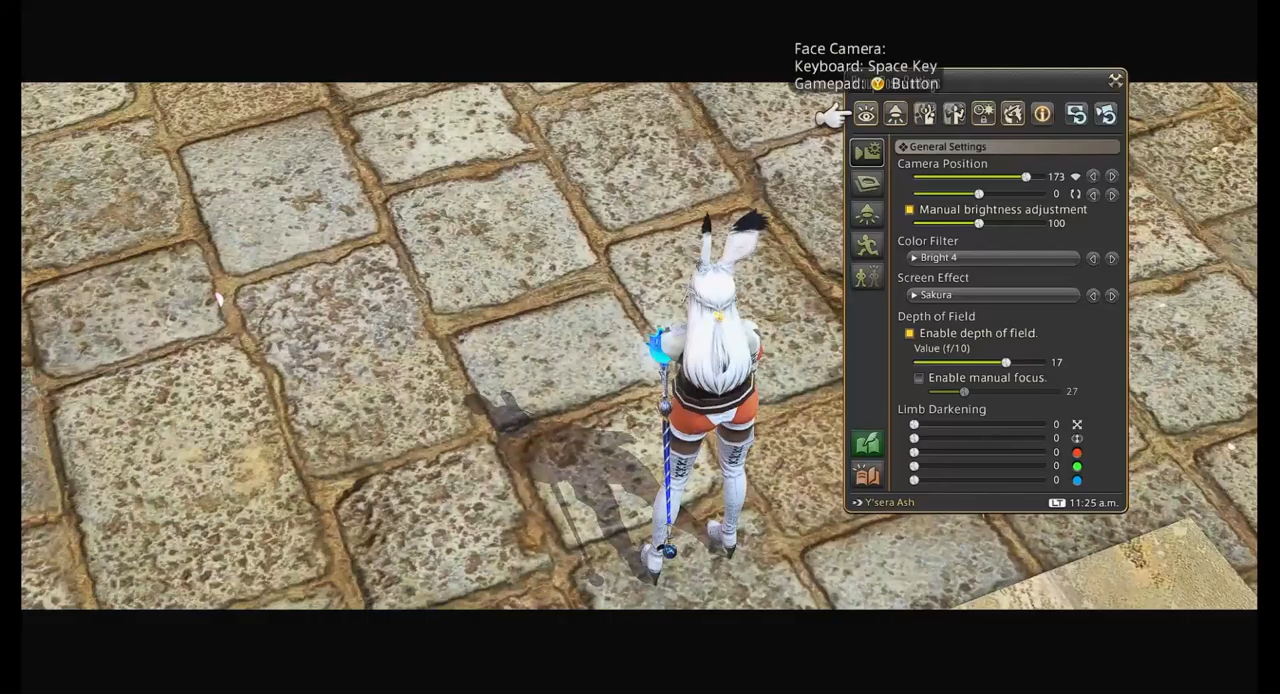 Face Camera:
Keyboard: Space Key
Gamepad: Y Button
General Settings
Camera Position
173
0
Manual brightness adjustment
100
Color Filter
Bright 4
Screen Effect
Sakura
Depth of Field
Enable depth of field.
Value (f/10)
17
Enable manual focus.
27
Limb Darkening
0
0
0
0
0
Y'sera Ash
LT 11:25 a.m.